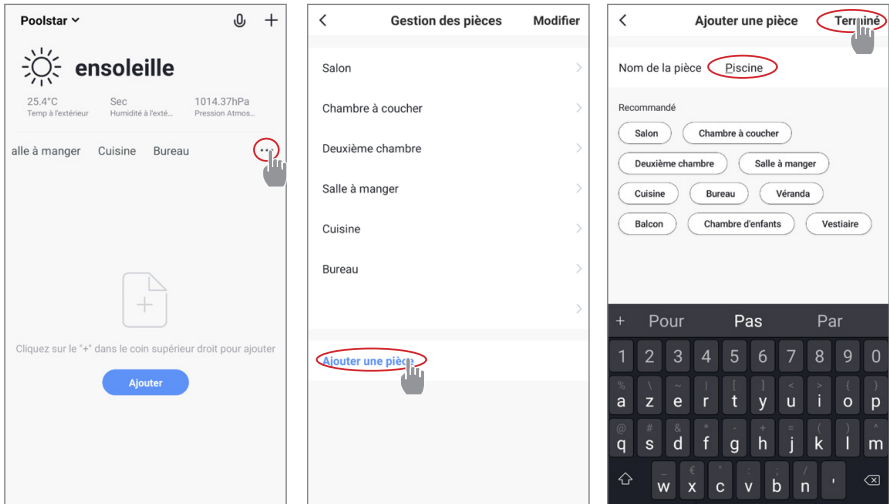 Poolstar
ensoleille
25.4°C Sec 1014.37hPa
Temp à l'extérieur Humidité à l'exté... Pression Atmos...
alle à manger Cuisine Bureau ...
Cliquez sur le "+" dans le coin supérieur droit pour ajouter
Ajouter
Gestion des pièces Modifier
Salon
Chambre à coucher
Deuxième chambre
Salle à manger
Cuisine
Bureau
Ajouter une pièce
Ajouter une pièce Terminé
Nom de la pièce Piscine
Recommandé
Salon Chambre à coucher
Deuxième chambre Salle à manger
Cuisine Bureau Véranda
Balcon Chambre d'enfants Vestiaire
+ Pour Pas Par
1 2 3 4 5 6 7 8 9 0
% \ ~ | [ ] < > { }
a z e r t y u i o p
@ # & * - + = ( ) ^
q s d f g h j k l m
_ € " : ; /
w x c v b n '